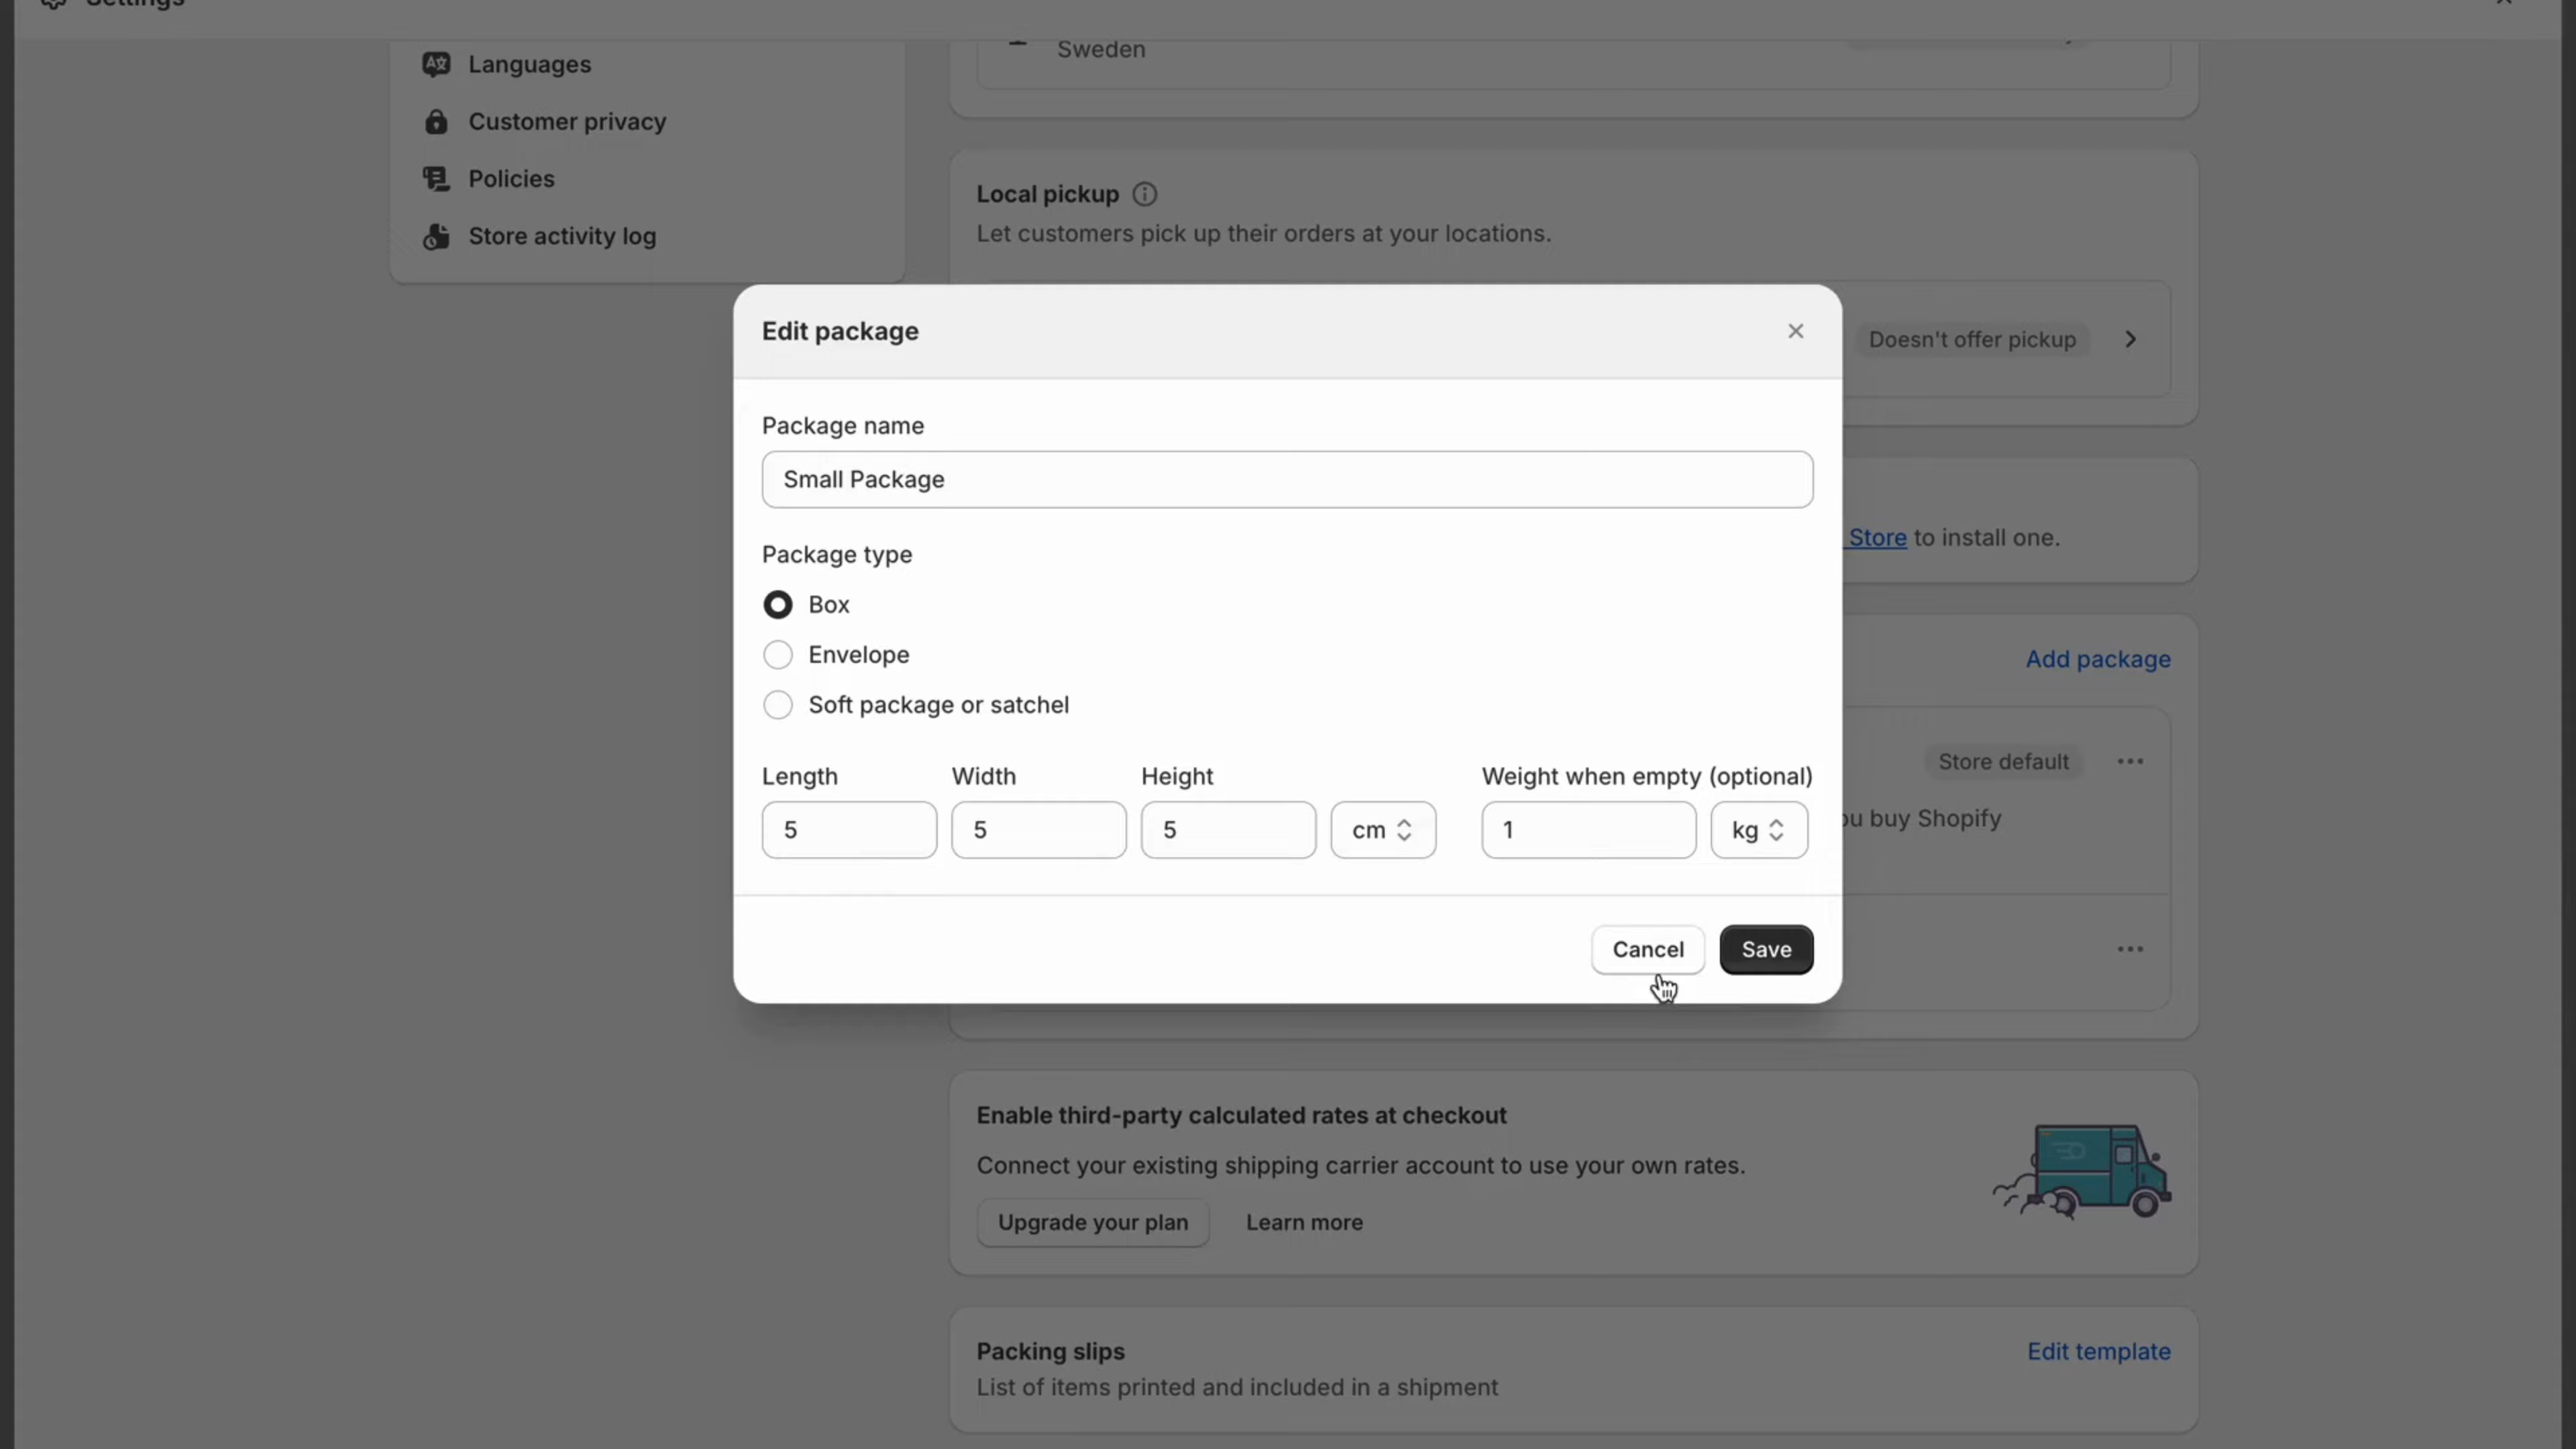 Settings
Languages
Customer privacy
Policies
Store activity log
Sweden
Local pickup
Let customers pick up their orders at your locations.
Doesn't offer pickup
Edit package
Package name
Small Package
Package type
Box
Envelope
Soft package or satchel
Length Width Height Weight when empty (optional)
5 5 5 cm 1 kg
Cancel Save
Store to install one.
Add package
Store default
buy Shopify
Enable third-party calculated rates at checkout
Connect your existing shipping carrier account to use your own rates.
Upgrade your plan Learn more
Packing slips Edit template
List of items printed and included in a shipment